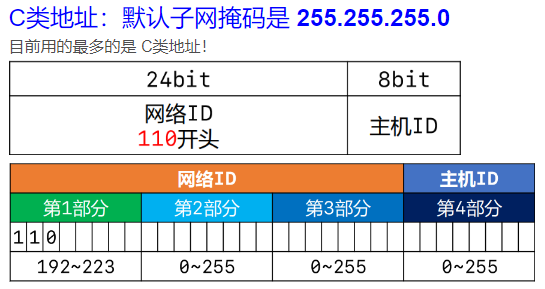 C类地址：默认子网掩码是 255.255.255.0
目前用的最多的是 C类地址！
24bit 8bit
网络ID
110开头
主机ID
网络ID 主机ID
第1部分 第2部分 第3部分 第4部分
1 1 0
192~223 0~255 0~255 0~255